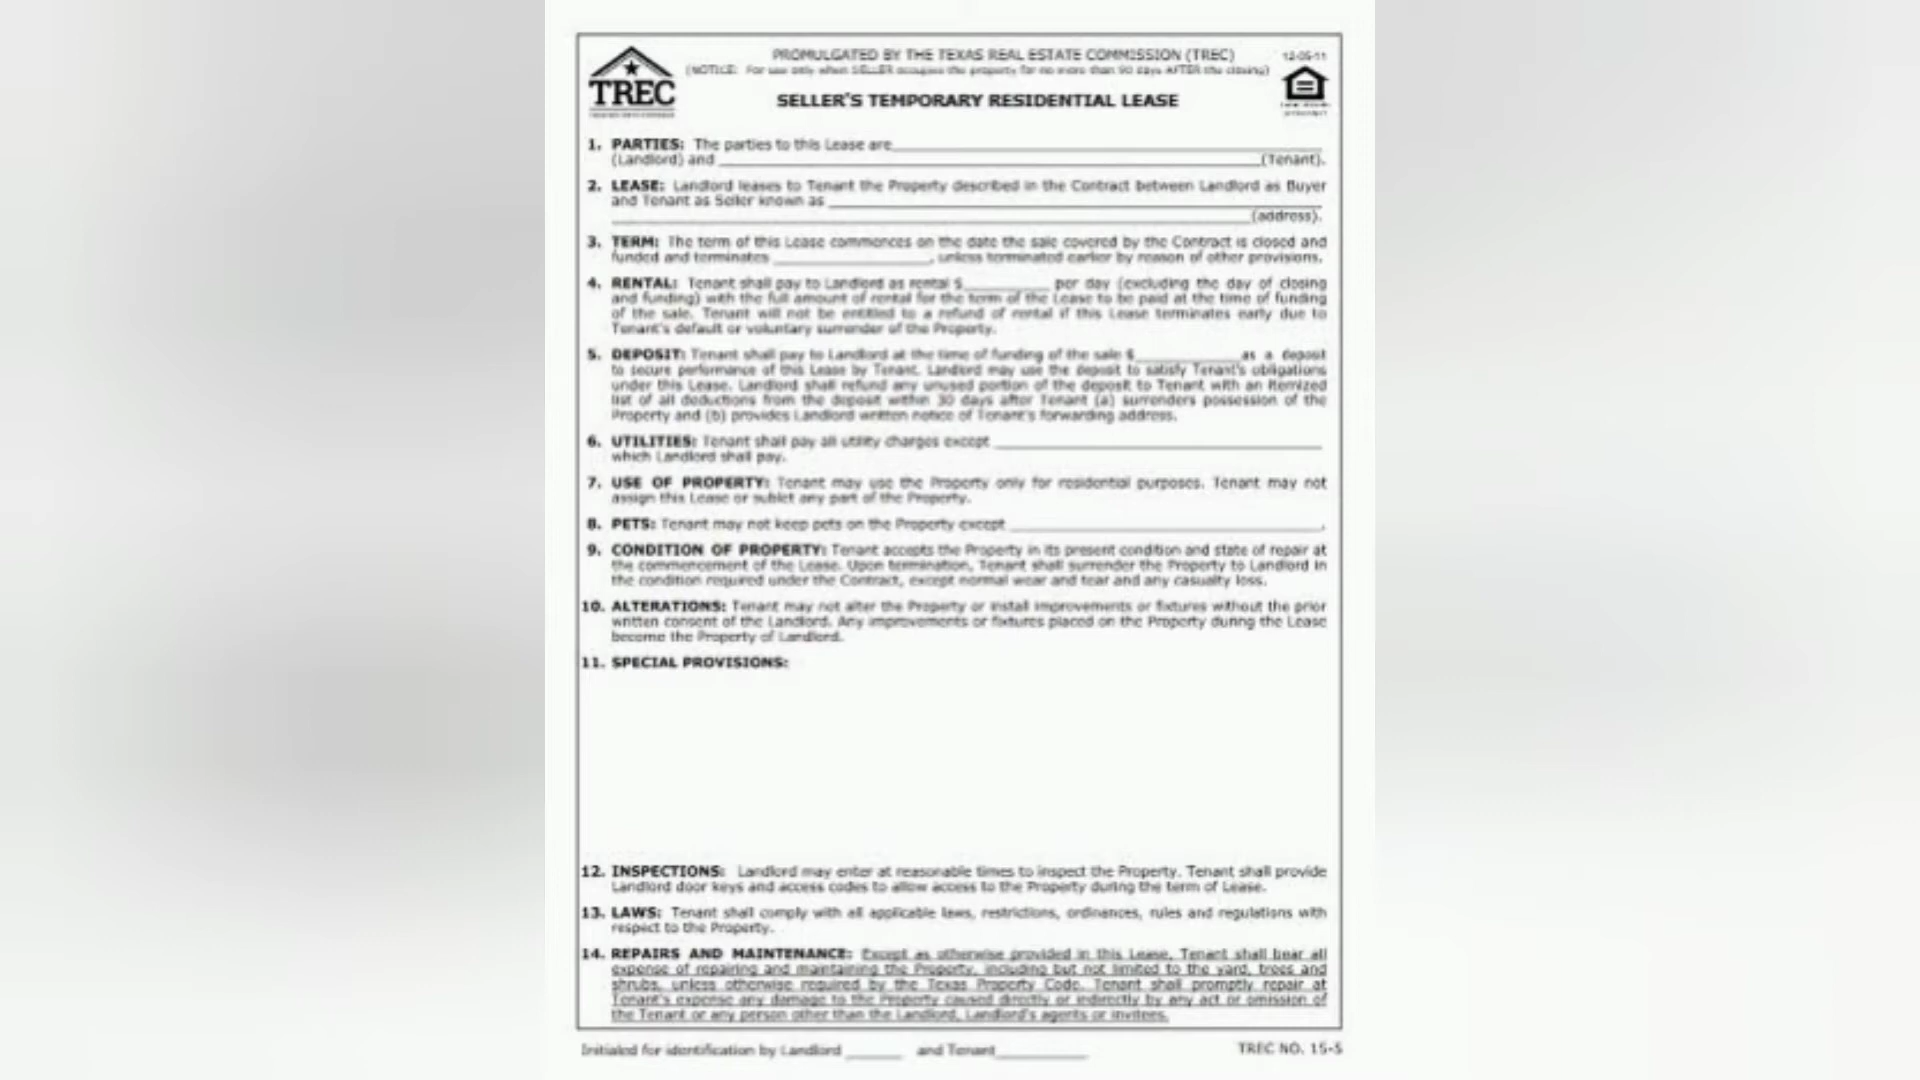 TREC
PROMULGATED BY THE TEXAS REAL ESTATE COMMISSION (TREC)
12-05-11
(NOTICE: For use only when SELLER occupies the property for no more than 90 days AFTER the closing)
SELLER'S TEMPORARY RESIDENTIAL LEASE
1. PARTIES: The parties to this Lease are
(Landlord) and (Tenant).
2. LEASE: Landlord leases to Tenant the Property described in the Contract between Landlord as Buyer
and Tenant as Seller known as
(address).
3. TERM: The term of this Lease commences on the date the sale covered by the Contract is closed and
funded and terminates , unless terminated earlier by reason of other provisions.
4. RENTAL: Tenant shall pay to Landlord as rental $ per day (excluding the day of closing
and funding) with the full amount of rental for the term of the Lease to be paid at the time of funding
of the sale. Tenant will not be entitled to a refund of rental if this Lease terminates early due to
Tenant's default or voluntary surrender of the Property.
5. DEPOSIT: Tenant shall pay to Landlord at the time of funding of the sale $ as a deposit
to secure performance of this Lease by Tenant. Landlord may use the deposit to satisfy Tenant's obligations
under this Lease. Landlord shall refund any unused portion of the deposit to Tenant with an itemized
list of all deductions from the deposit within 30 days after Tenant (a) surrenders possession of the
Property and (b) provides Landlord written notice of Tenant's forwarding address.
6. UTILITIES: Tenant shall pay all utility charges except
which Landlord shall pay.
7. USE OF PROPERTY: Tenant may use the Property only for residential purposes. Tenant may not
assign this Lease or sublet any part of the Property.
8. PETS: Tenant may not keep pets on the Property except .
9. CONDITION OF PROPERTY: Tenant accepts the Property in its present condition and state of repair at
the commencement of the Lease. Upon termination, Tenant shall surrender the Property to Landlord in
the condition required under the Contract, except normal wear and tear and any casualty loss.
10. ALTERATIONS: Tenant may not alter the Property or install improvements or fixtures without the prior
written consent of the Landlord. Any improvements or fixtures placed on the Property during the Lease
become the Property of Landlord.
11. SPECIAL PROVISIONS:
12. INSPECTIONS: Landlord may enter at reasonable times to inspect the Property. Tenant shall provide
Landlord door keys and access codes to allow access to the Property during the term of Lease.
13. LAWS: Tenant shall comply with all applicable laws, restrictions, ordinances, rules and regulations with
respect to the Property.
14. REPAIRS AND MAINTENANCE: Except as otherwise provided in this Lease, Tenant shall bear all
expense of repairing and maintaining the Property, including but not limited to the yard, trees and
shrubs, unless otherwise required by the Texas Property Code. Tenant shall promptly repair at
Tenant's expense any damage to the Property caused directly or indirectly by any act or omission of
the Tenant or any person other than the Landlord, Landlord's agents or invitees.
Initialed for identification by Landlord and Tenant
TREC NO. 15-5